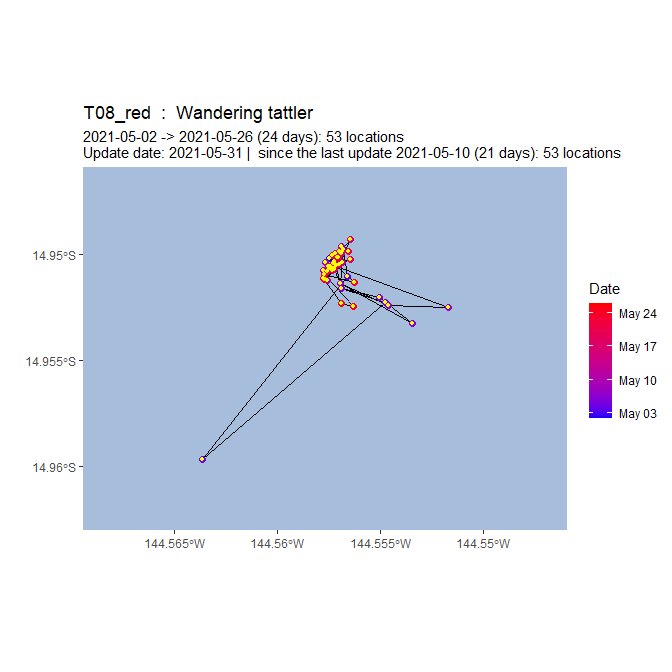 T08_red  :  Wandering tattler
2021-05-02 -> 2021-05-26 (24 days): 53 locations
Update date: 2021-05-31 |  since the last update 2021-05-10 (21 days): 53 locations
14.95°S
14.955°S
14.96°S
144.565°W
144.56°W
144.555°W
144.55°W
Date
May 24
May 17
May 10
May 03